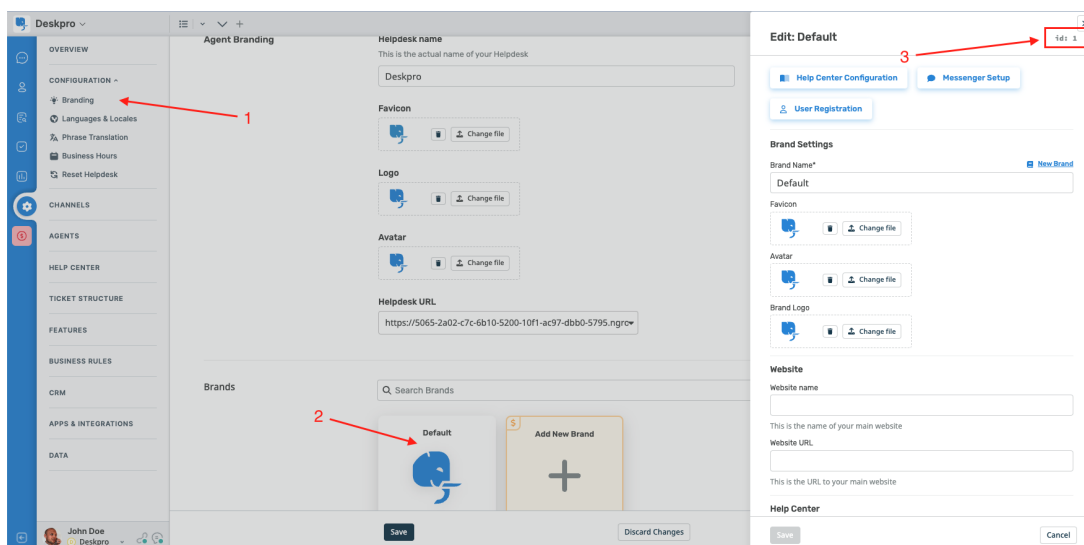 Deskpro
OVERVIEW
CONFIGURATION
Branding
Languages & Locales
Phrase Translation
Business Hours
Reset Helpdesk
CHANNELS
AGENTS
HELP CENTER
TICKET STRUCTURE
FEATURES
BUSINESS RULES
CRM
APPS & INTEGRATIONS
DATA
John Doe
Deskpro
1
Agent Branding
Helpdesk name
This is the actual name of your Helpdesk
Deskpro
Favicon
Change file
Logo
Change file
Avatar
Change file
Helpdesk URL
https://5065-2a02-c7c-6b10-5200-10f1-ac97-dbb0-5795.ngro
Brands
Search Brands
2
Default
$
Add New Brand
Save
Discard Changes
Edit: Default
3
id: 1
Help Center Configuration
Messenger Setup
User Registration
Brand Settings
Brand Name*
New Brand
Default
Favicon
Change file
Avatar
Change file
Brand Logo
Change file
Website
Website name
This is the name of your main website
Website URL
This is the URL to your main website
Help Center
Save
Cancel